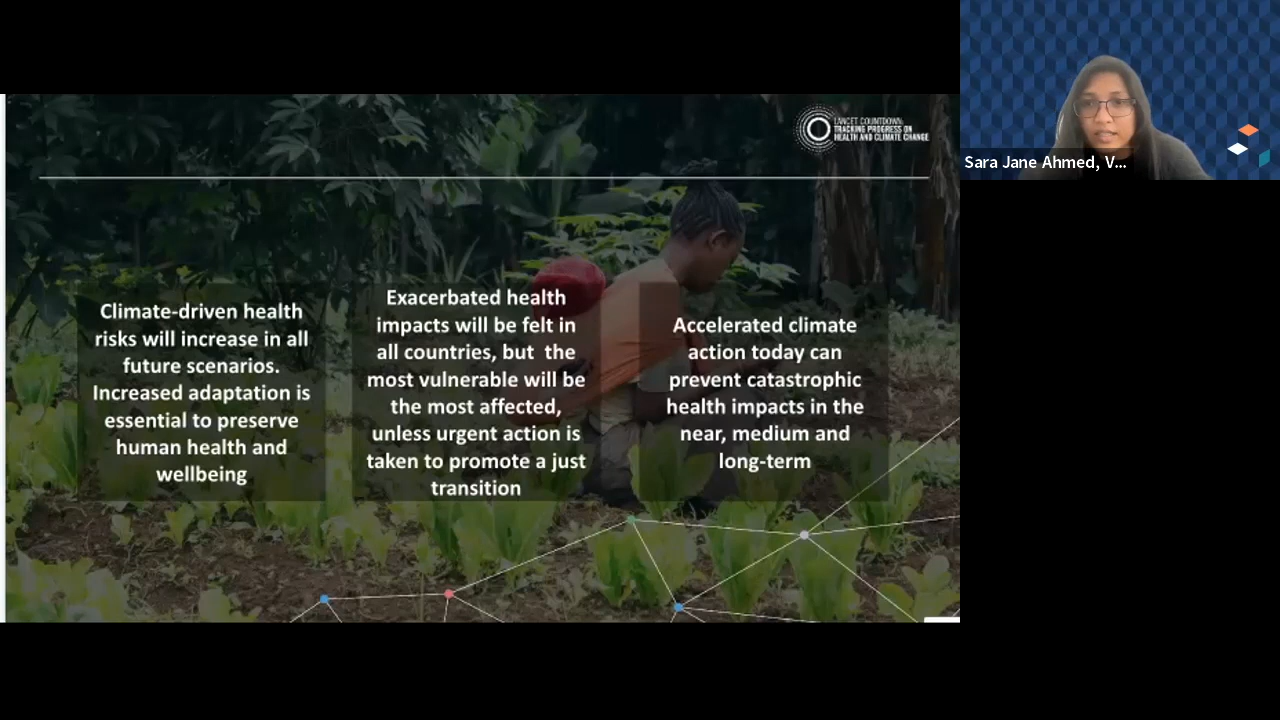 LANCET COUNTDOWN:
TRACKING PROGRESS ON
HEALTH AND CLIMATE CHANGE
Sara Jane Ahmed, V...
Climate-driven health
risks will increase in all
future scenarios.
Increased adaptation is
essential to preserve
human health and
wellbeing
Exacerbated health
impacts will be felt in
all countries, but the
most vulnerable will be
the most affected,
unless urgent action is
taken to promote a just
transition
Accelerated climate
action today can
prevent catastrophic
health impacts in the
near, medium and
long-term